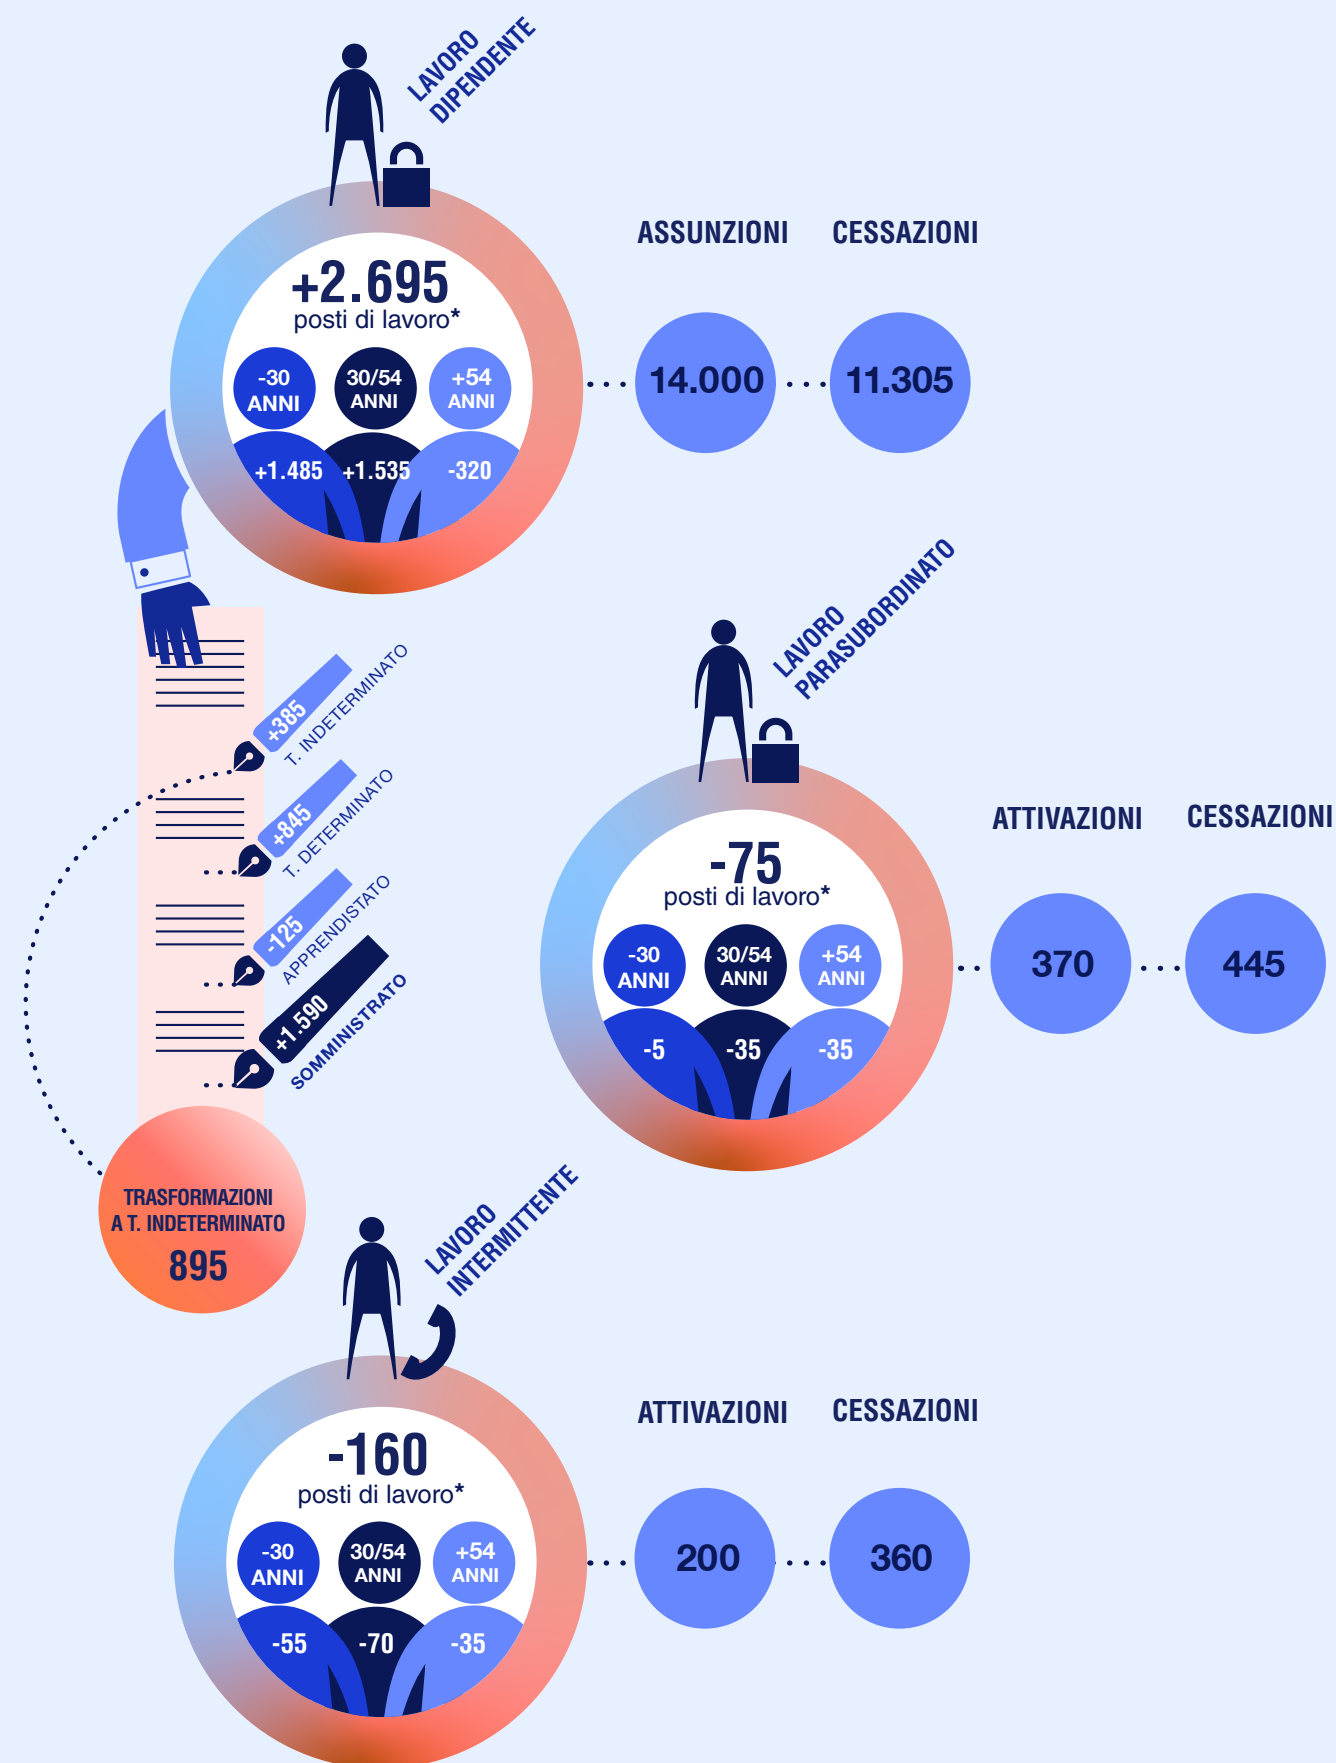 LAVORO
DIPENDENTE
+2.695
posti di lavoro*
-30
ANNI
30/54
ANNI
+54
ANNI
+1.485
+1.535
-320
ASSUNZIONI
CESSAZIONI
14.000
11.305
+385
T. INDETERMINATO
+845
T. DETERMINATO
-125
APPRENDISTATO
+1.590
SOMMINISTRATO
TRASFORMAZIONI
A T. INDETERMINATO
895
LAVORO
PARASUBORDINATO
-75
posti di lavoro*
-30
ANNI
30/54
ANNI
+54
ANNI
-5
-35
-35
ATTIVAZIONI
CESSAZIONI
370
445
LAVORO
INTERMITTENTE
-160
posti di lavoro*
-30
ANNI
30/54
ANNI
+54
ANNI
-55
-70
-35
ATTIVAZIONI
CESSAZIONI
200
360